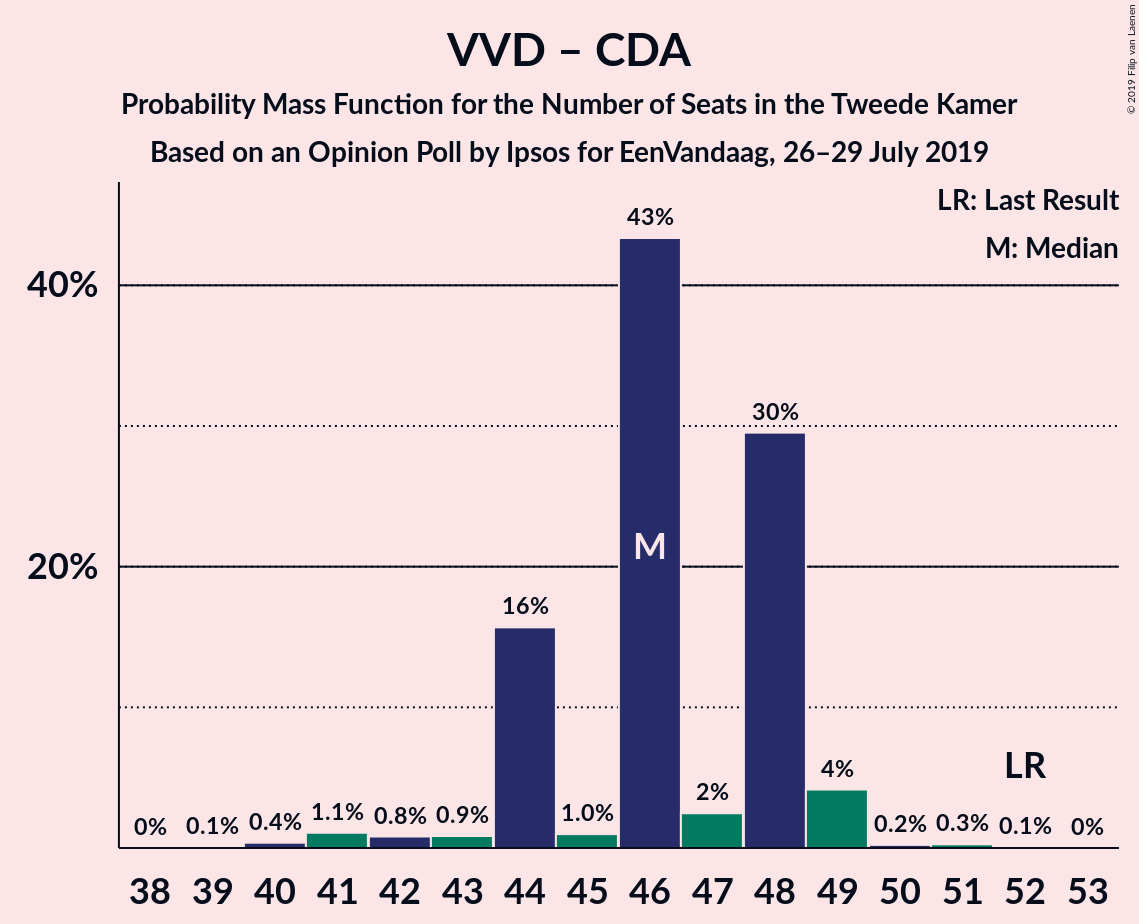 VVD – CDA
Probability Mass Function for the Number of Seats in the Tweede Kamer
Based on an Opinion Poll by Ipsos for EenVandaag, 26–29 July 2019
© 2019 Filip van Laenen
LR: Last Result
M: Median
40%
20%
0%
0.1%
0.4%
1.1%
0.8%
0.9%
16%
1.0%
43%
M
2%
30%
4%
0.2%
0.3%
0.1%
LR
0%
38 39 40 41 42 43 44 45 46 47 48 49 50 51 52 53